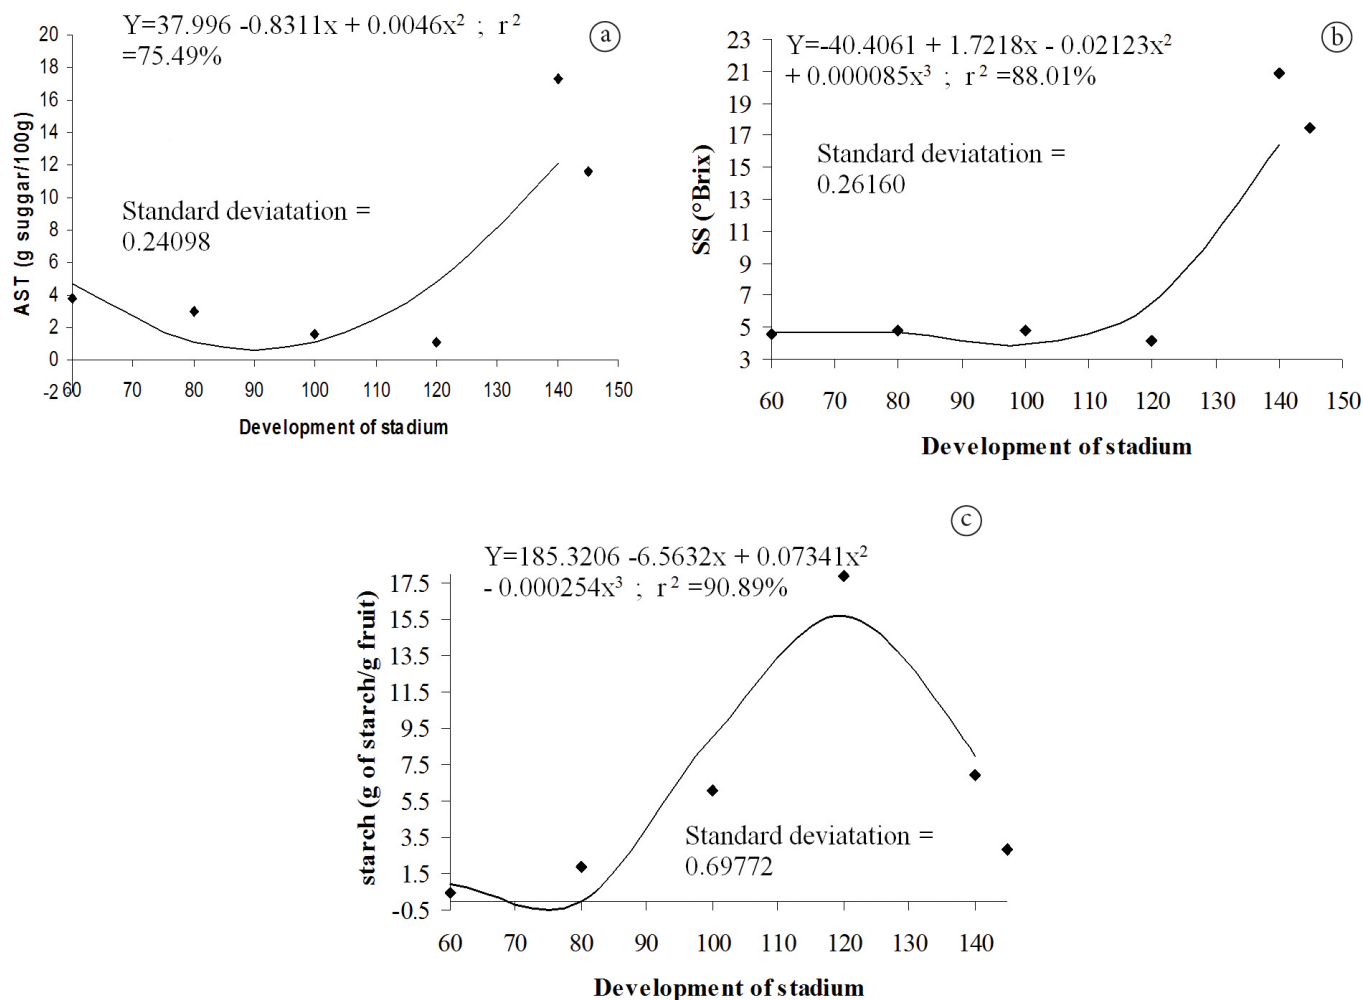 Y=37.996 -0.8311x + 0.0046x² ; r²
=75.49%
a
20
18
16
14
12
10
8
6
4
2
0
-2
AST (g suggar/100g)
Standard deviatation =
0.24098
60 70 80 90 100 110 120 130 140 150
Development of stadium
Y=-40.4061 + 1.7218x - 0.02123x²
+ 0.000085x³ ; r² =88.01%
b
23
21
19
17
15
13
11
9
7
5
3
SS (°Brix)
Standard deviatation =
0.26160
60 70 80 90 100 110 120 130 140 150
Development of stadium
c
Y=185.3206 -6.5632x + 0.07341x²
- 0.000254x³ ; r² =90.89%
17.5
15.5
13.5
11.5
9.5
7.5
5.5
3.5
1.5
-0.5
starch (g of starch/g fruit)
Standard deviatation =
0.69772
60 70 80 90 100 110 120 130 140
Development of stadium